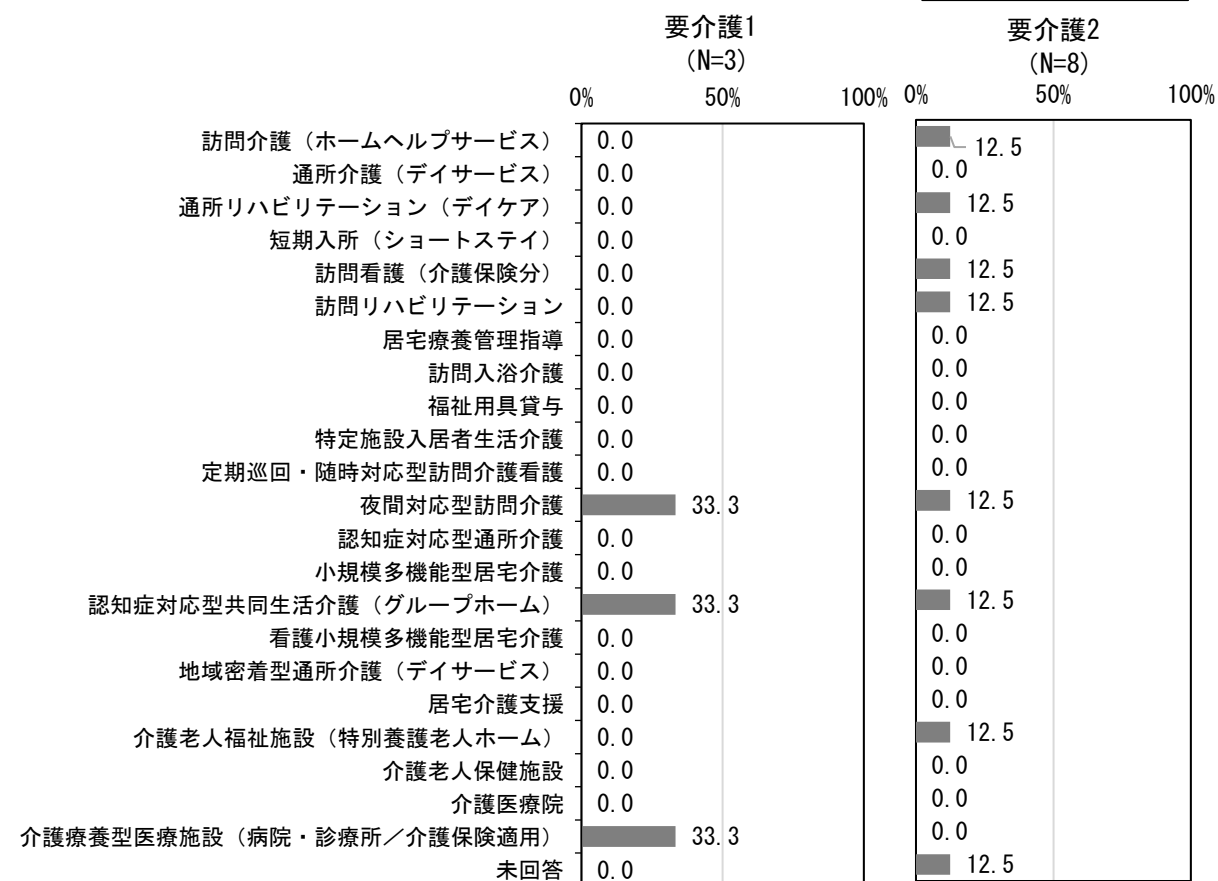 要介護1 要介護2
（N=3） （N=8）
0% 50% 100% 0% 50% 100%
訪問介護（ホームヘルプサービス） 0.0 12.5
通所介護（デイサービス） 0.0 0.0
通所リハビリテーション（デイケア） 0.0 12.5
短期入所（ショートステイ） 0.0 0.0
訪問看護（介護保険分） 0.0 12.5
訪問リハビリテーション 0.0 12.5
居宅療養管理指導 0.0 0.0
訪問入浴介護 0.0 0.0
福祉用具貸与 0.0 0.0
特定施設入居者生活介護 0.0 0.0
定期巡回・随時対応型訪問介護看護 0.0 0.0
夜間対応型訪問介護 33.3 12.5
認知症対応型通所介護 0.0 0.0
小規模多機能型居宅介護 0.0 0.0
認知症対応型共同生活介護（グループホーム） 33.3 12.5
看護小規模多機能型居宅介護 0.0 0.0
地域密着型通所介護（デイサービス） 0.0 0.0
居宅介護支援 0.0 0.0
介護老人福祉施設（特別養護老人ホーム） 0.0 12.5
介護老人保健施設 0.0 0.0
介護医療院 0.0 0.0
介護療養型医療施設（病院・診療所／介護保険適用） 33.3 0.0
未回答 0.0 12.5